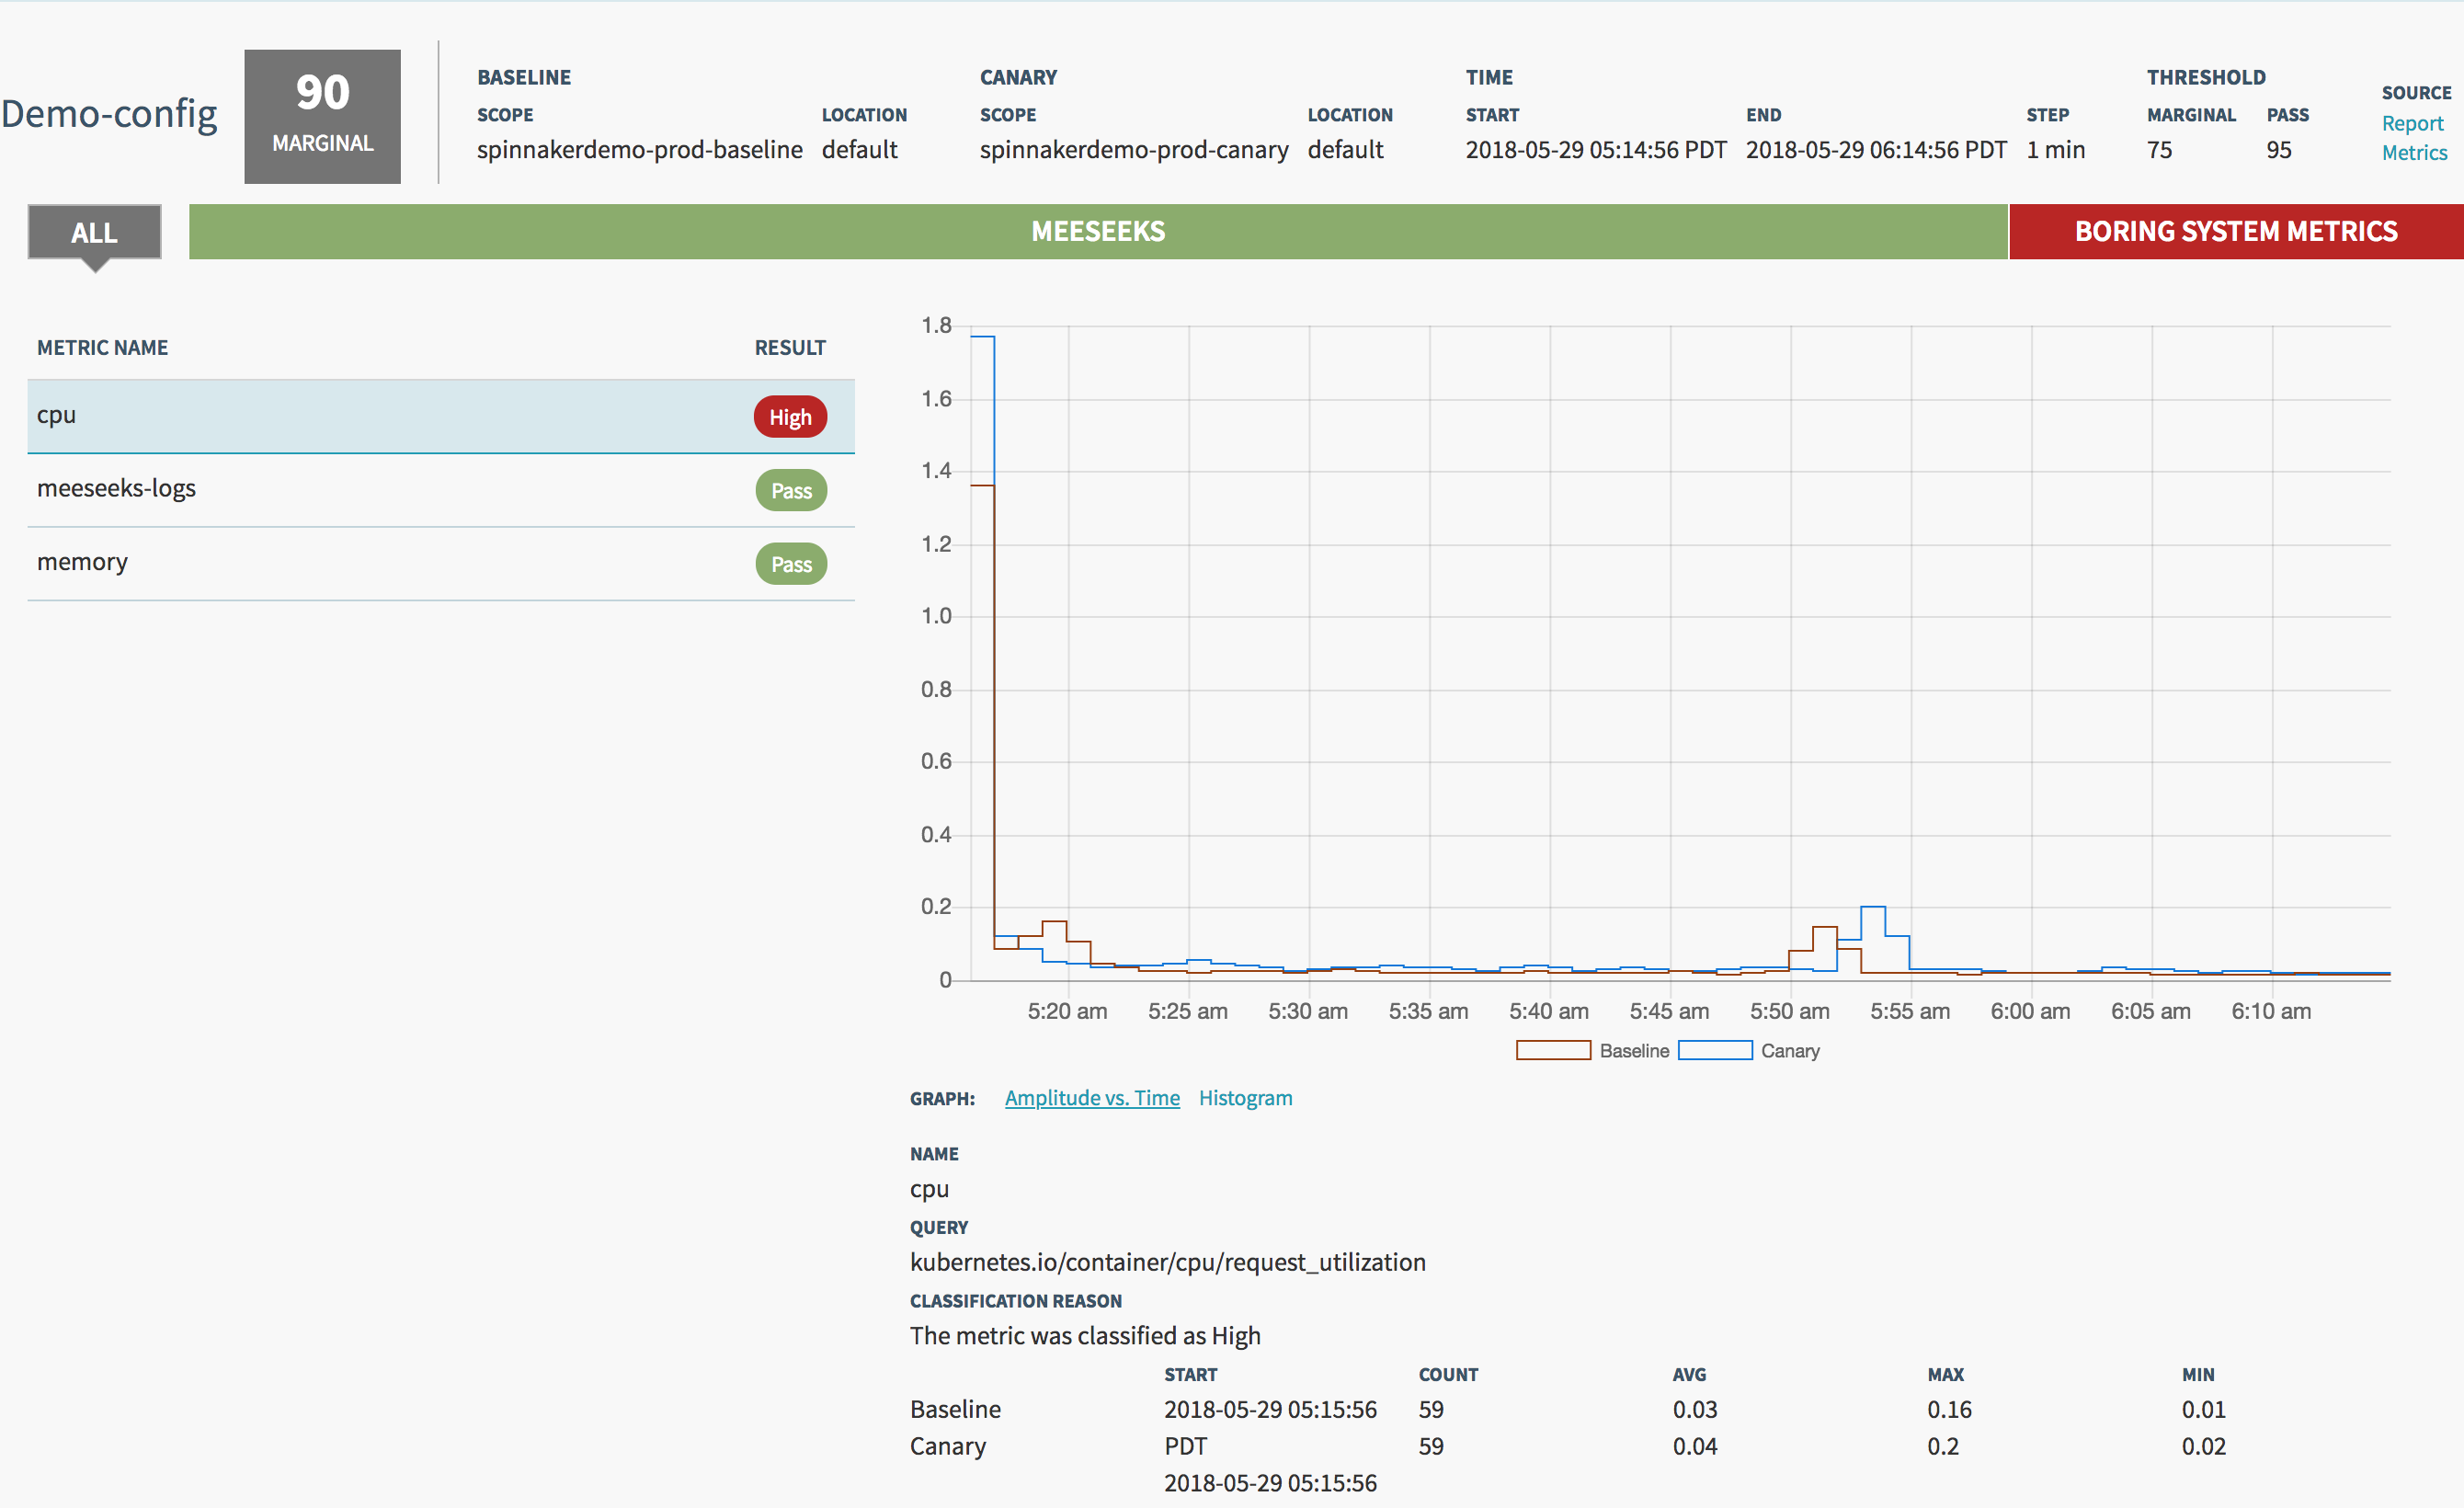 Demo-config
90
MARGINAL
BASELINE
SCOPE LOCATION
spinnakerdemo-prod-baseline default
CANARY
SCOPE LOCATION
spinnakerdemo-prod-canary default
TIME
START END STEP
2018-05-29 05:14:56 PDT 2018-05-29 06:14:56 PDT 1 min
THRESHOLD
MARGINAL PASS
75 95
SOURCE
Report
Metrics
ALL MEESEEKS BORING SYSTEM METRICS
METRIC NAME RESULT
cpu High
meeseeks-logs Pass
memory Pass
1.8
1.6
1.4
1.2
1.0
0.8
0.6
0.4
0.2
0
5:20 am 5:25 am 5:30 am 5:35 am 5:40 am 5:45 am 5:50 am 5:55 am 6:00 am 6:05 am 6:10 am
Baseline Canary
GRAPH: Amplitude vs. Time Histogram
NAME
cpu
QUERY
kubernetes.io/container/cpu/request_utilization
CLASSIFICATION REASON
The metric was classified as High
START COUNT AVG MAX MIN
Baseline 2018-05-29 05:15:56 59 0.03 0.16 0.01
Canary PDT 59 0.04 0.2 0.02
2018-05-29 05:15:56